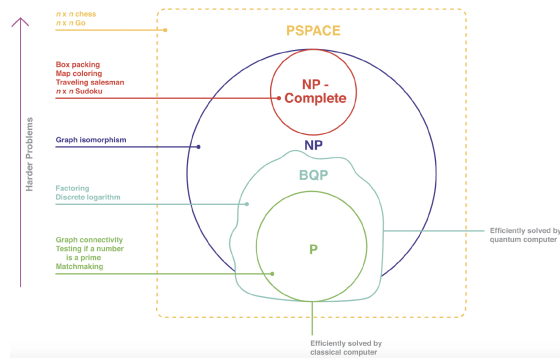 n x n chess
n x n Go
PSPACE
Box packing
Map coloring
Traveling salesman
n x n Sudoku
NP -
Complete
Harder Problems
Graph isomorphism
NP
BQP
Factoring
Discrete logarithm
Efficiently solved by
quantum computer
Graph connectivity
Testing if a number
is a prime
Matchmaking
P
Efficiently solved by
classical computer